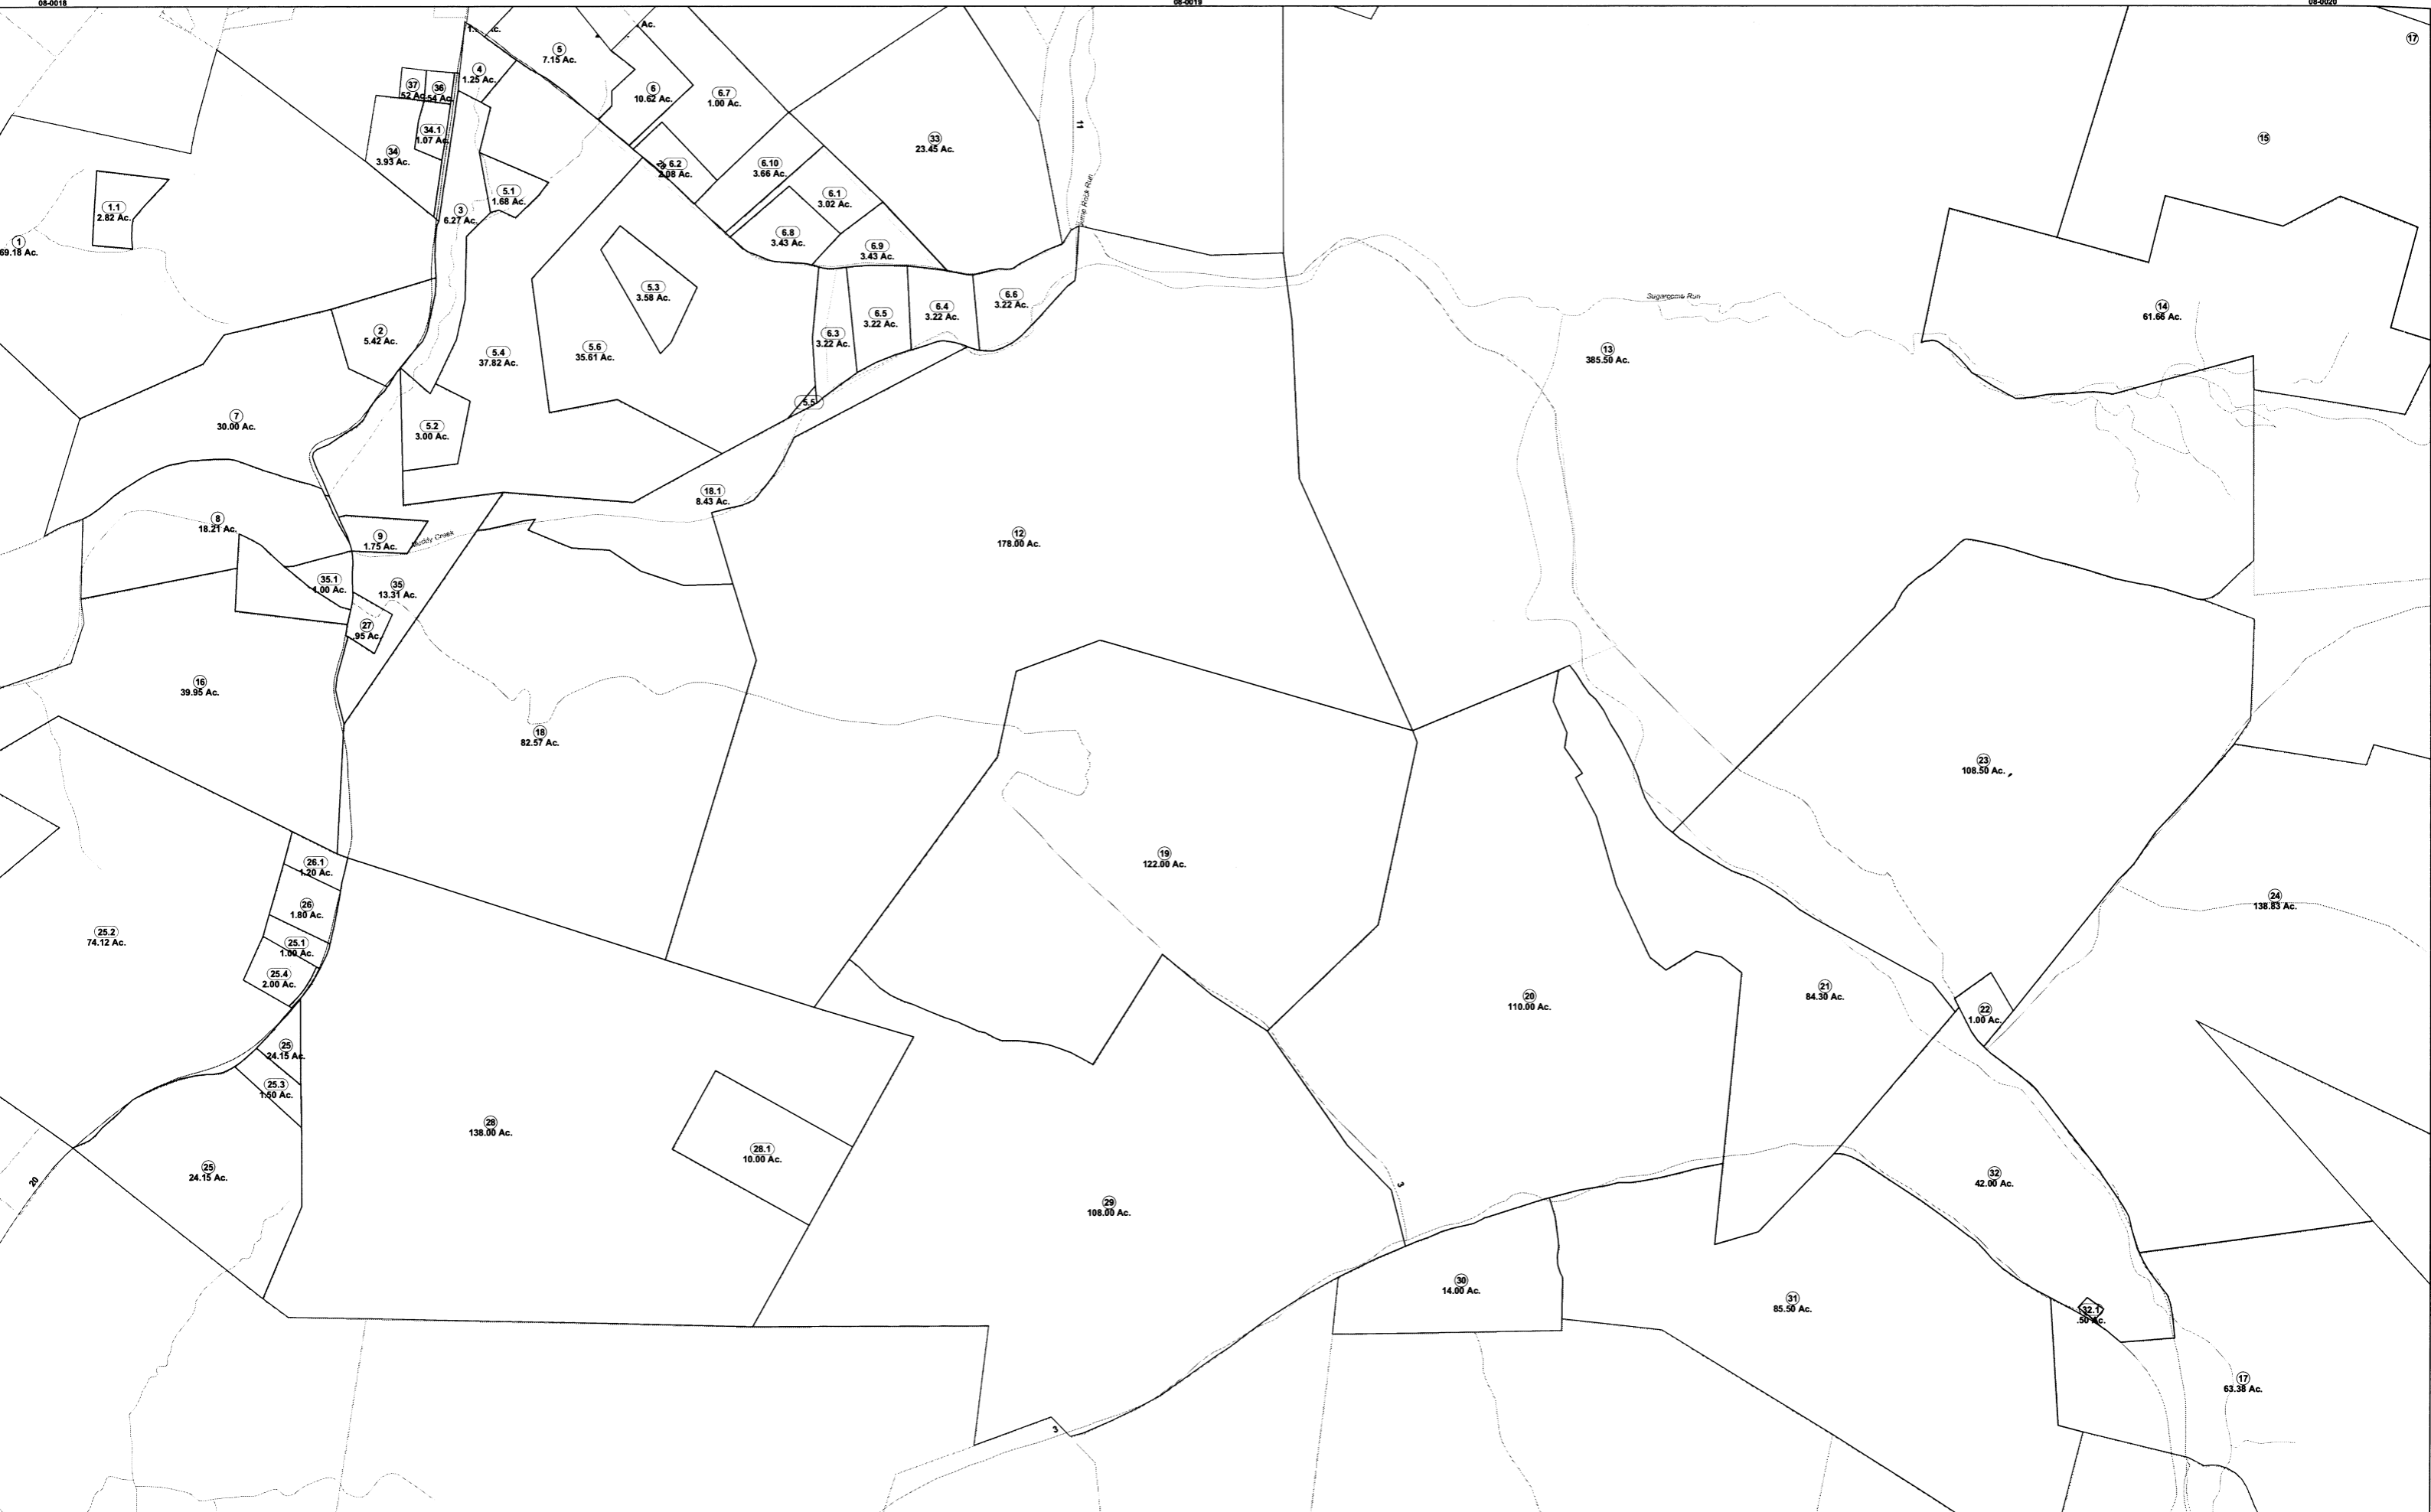 08-0018
08-0019
08-0020
17
Ac.
5
7.15 Ac.
4
1.25 Ac.
37
.52 Ac.
36
.54 Ac.
6
10.62 Ac.
6.7
1.00 Ac.
11
33
23.45 Ac.
15
34.1
1.07 Ac.
34
3.93 Ac.
6.2
2.08 Ac.
6.10
3.66 Ac.
5.1
1.68 Ac.
6.1
3.02 Ac.
Rock Run
1.1
2.82 Ac.
3
6.27 Ac.
6.8
3.43 Ac.
6.9
3.43 Ac.
1
69.18 Ac.
5.3
3.58 Ac.
6.6
3.22 Ac.
Sugarcamp Run
6.4
3.22 Ac.
6.5
3.22 Ac.
6.3
3.22 Ac.
14
61.66 Ac.
2
5.42 Ac.
5.4
37.82 Ac.
5.6
35.61 Ac.
13
385.50 Ac.
5.5
7
30.00 Ac.
5.2
3.00 Ac.
18.1
8.43 Ac.
8
18.21 Ac.
9
1.75 Ac.
Muddy Creek
12
178.00 Ac.
35.1
1.00 Ac.
35
13.31 Ac.
27
.95 Ac.
16
39.95 Ac.
18
82.57 Ac.
23
108.50 Ac.
19
122.00 Ac.
26.1
1.20 Ac.
26
1.80 Ac.
24
138.83 Ac.
25.2
74.12 Ac.
25.1
1.00 Ac.
25.4
2.00 Ac.
20
110.00 Ac.
21
84.30 Ac.
22
1.00 Ac.
25
24.15 Ac.
25.3
1.50 Ac.
28
138.00 Ac.
28.1
10.00 Ac.
25
24.15 Ac.
20
3
29
108.00 Ac.
32
42.00 Ac.
30
14.00 Ac.
31
85.50 Ac.
32.1
.50 Ac.
17
63.38 Ac.
3